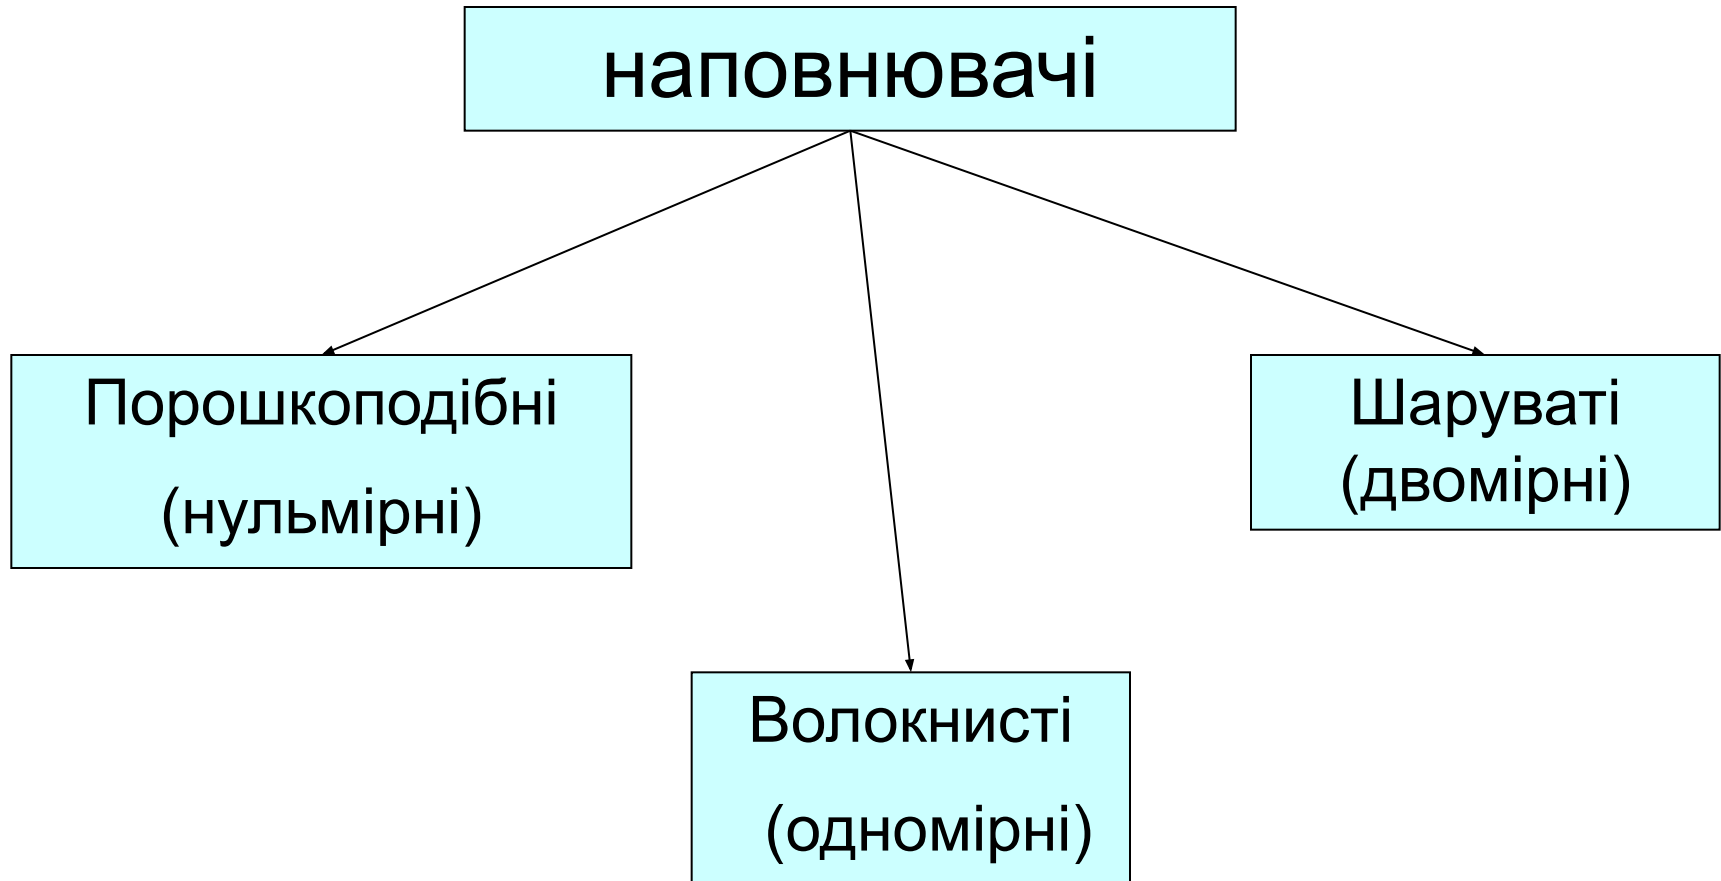 наповнювачі
Порошкоподібні
(нульмірні)
Шаруваті
(двомірні)
Волокнисті
(одномірні)